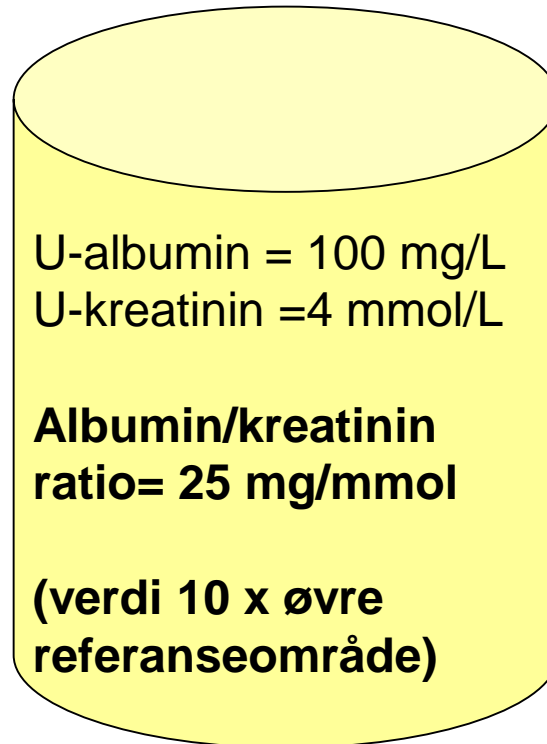 U-albumin = 100 mg/L
U-kreatinin =4 mmol/L
Albumin/kreatinin
ratio= 25 mg/mmol
(verdi 10 x øvre
referanseområde)